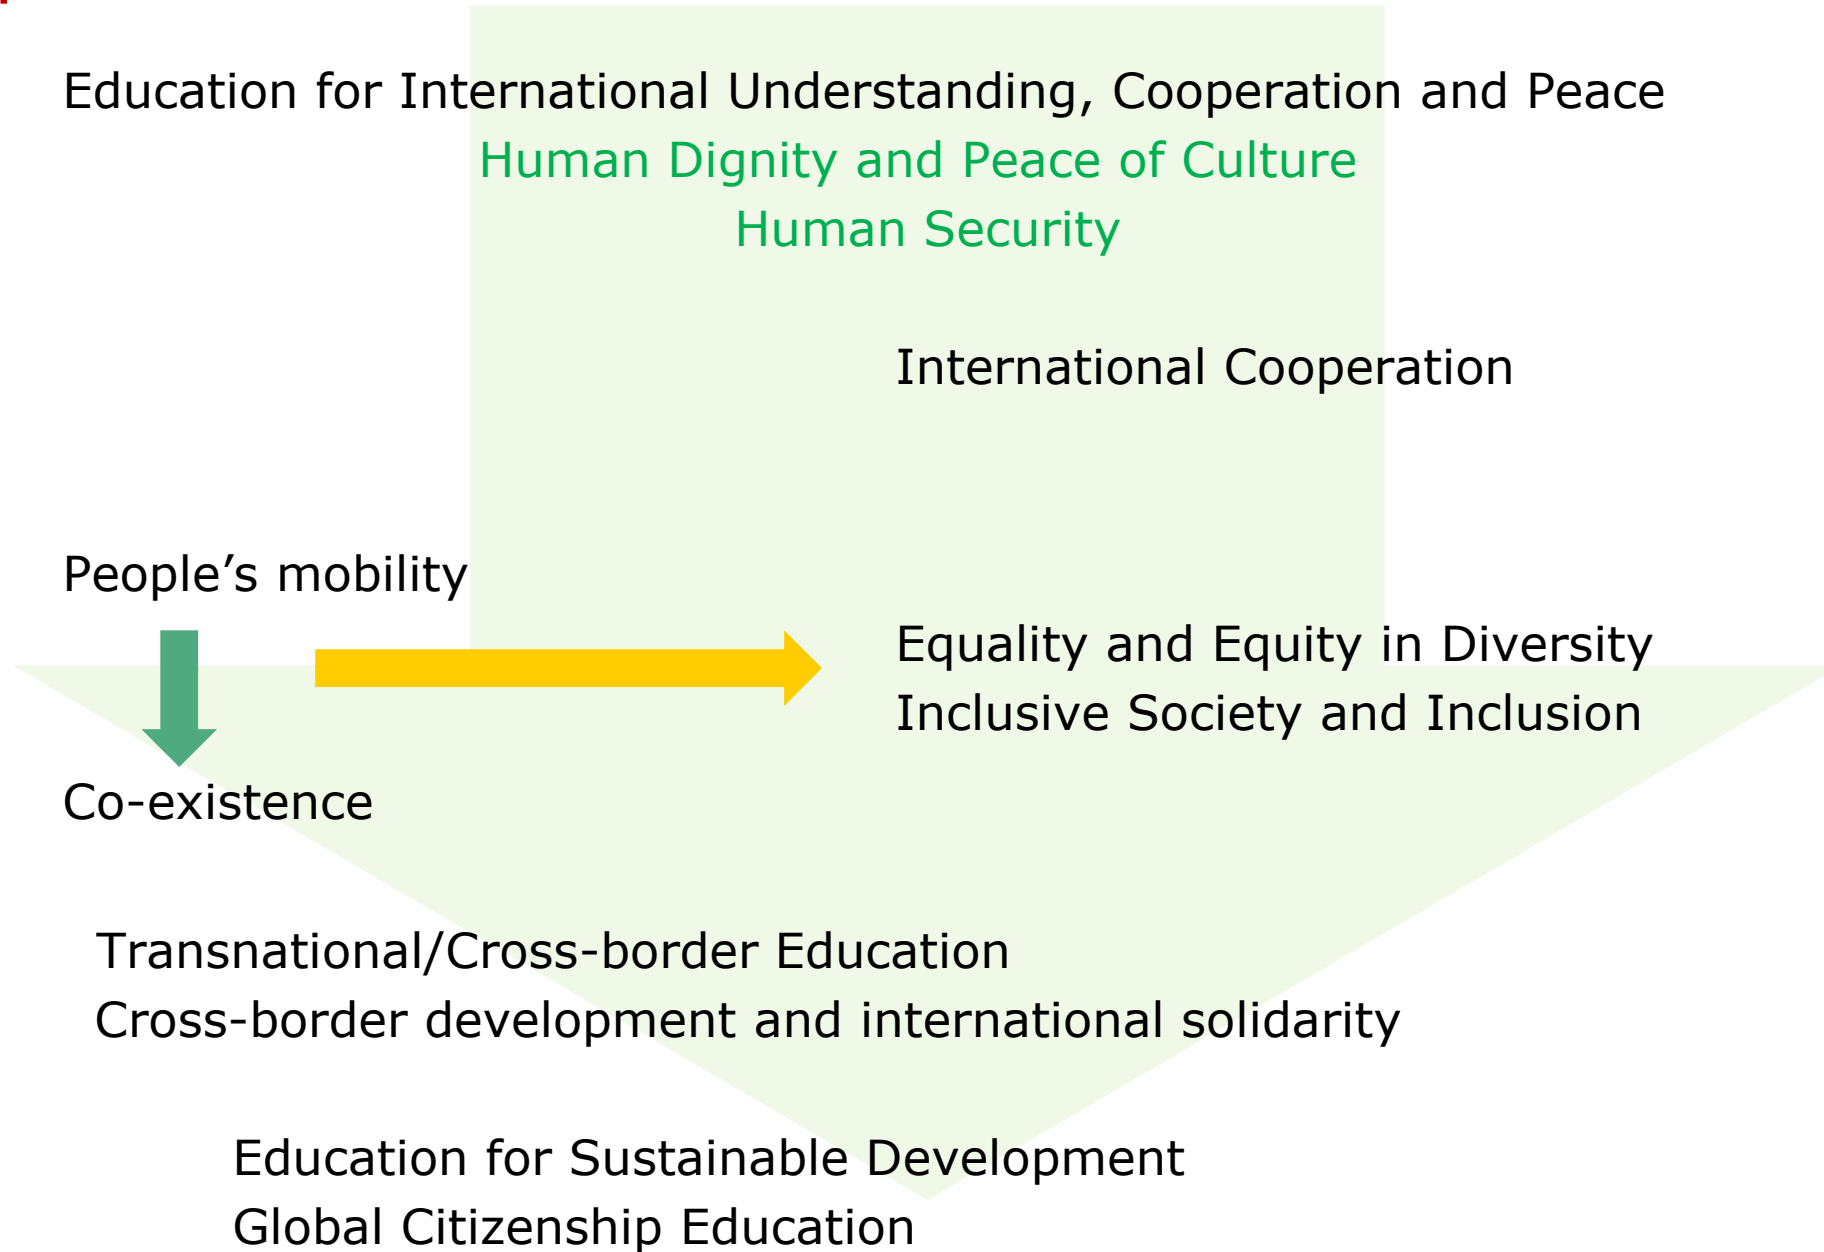 Education for International Understanding, Cooperation and Peace
Human Dignity and Peace of Culture
Human Security
International Cooperation
People’s mobility
Equality and Equity in Diversity
Inclusive Society and Inclusion
Co-existence
Transnational/Cross-border Education
Cross-border development and international solidarity
Education for Sustainable Development
Global Citizenship Education